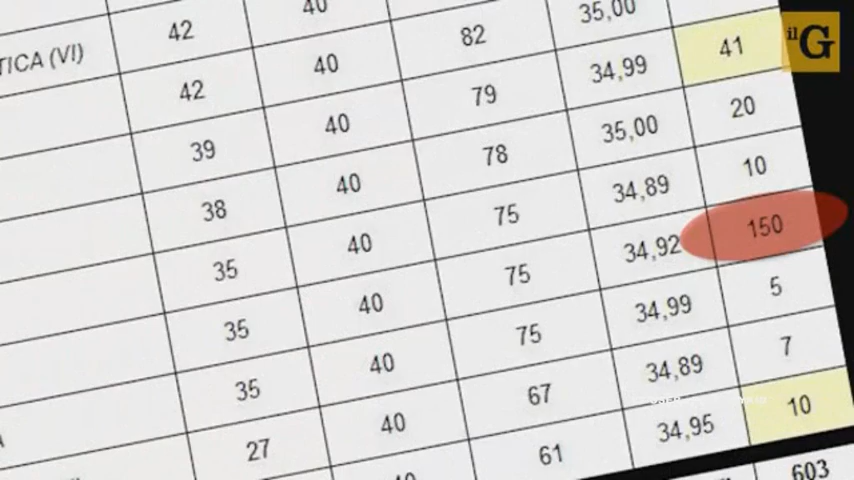 TICA (VI) 42 40
42 40 82 35,00
39 40 79 34,99 41
38 40 78 35,00 20
35 40 75 34,89 10
35 40 75 34,92 150
A 35 40 75 34,99 5
27 40 67 34,89 7
40 61 34,95 10
603
il G